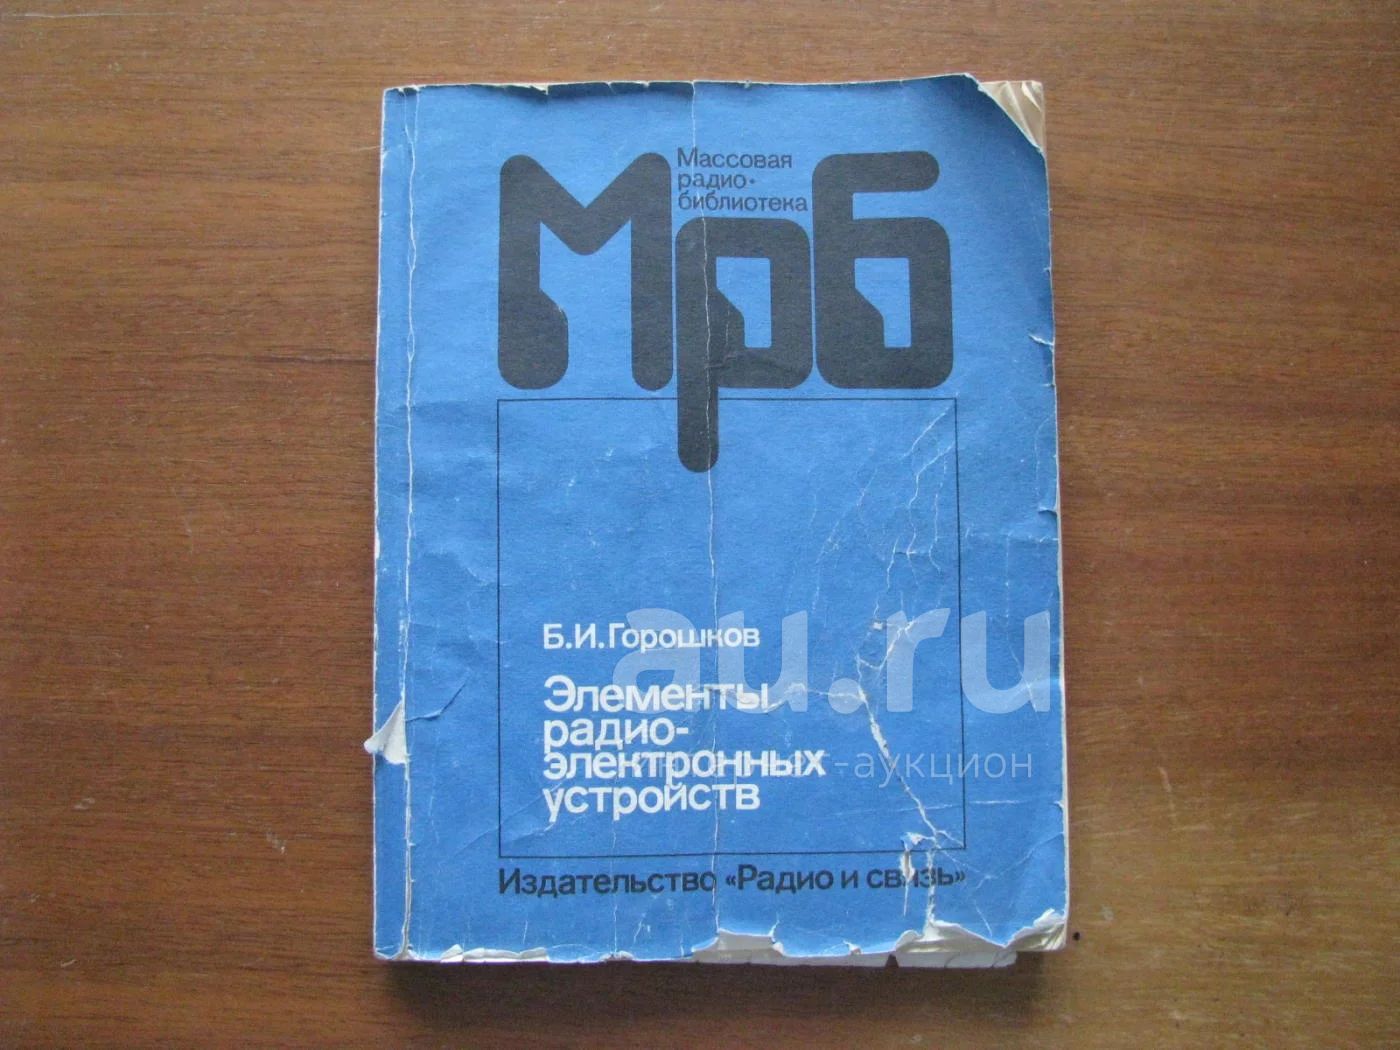 Массовая
радио-
библиотека
Мрб
Б.И.Горошков
Элементы
радио-
электронных
устройств
Издательство «Радио и связь»
au.ru
-аукцион